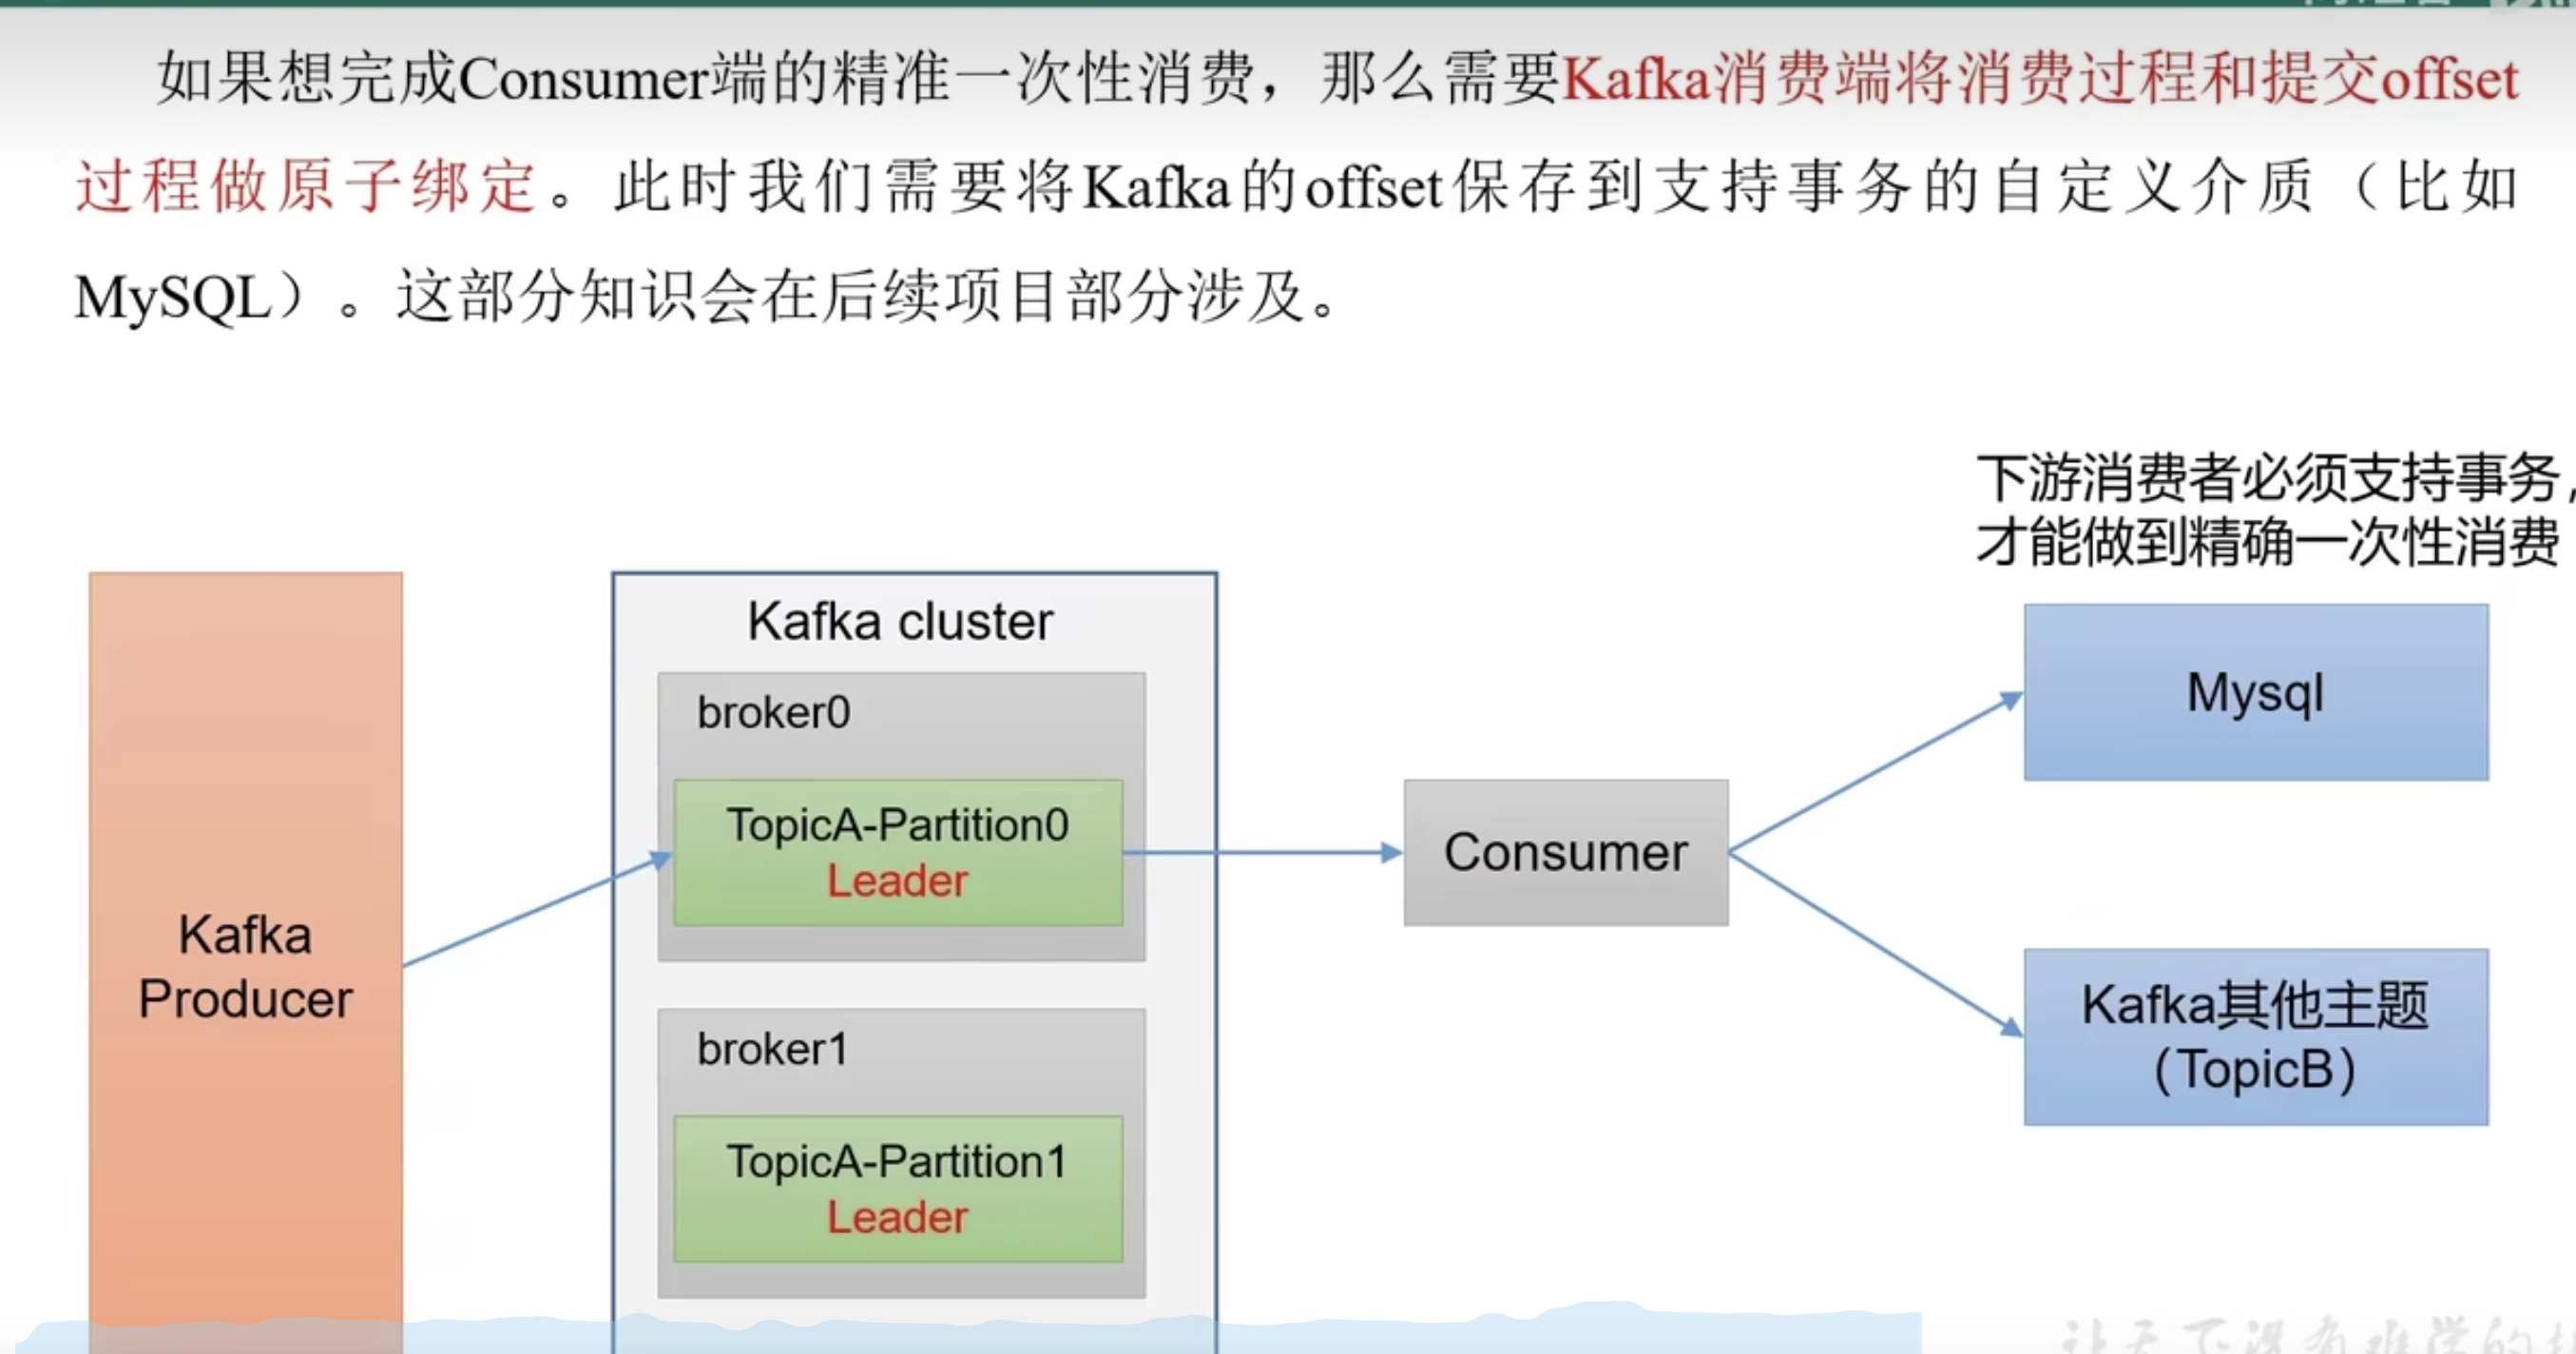 如果想完成Consumer端的精准一次性消费，那么需要Kafka消费端将消费过程和提交offset
过程做原子绑定。此时我们需要将Kafka的offset保存到支持事务的自定义介质（比如
MySQL）。这部分知识会在后续项目部分涉及。
下游消费者必须支持事务，
才能做到精确一次性消费
Kafka cluster
broker0
TopicA-Partition0
Leader
Kafka
Producer
Consumer
Mysql
Kafka其他主题
（TopicB）
broker1
TopicA-Partition1
Leader
让天下没有难学的